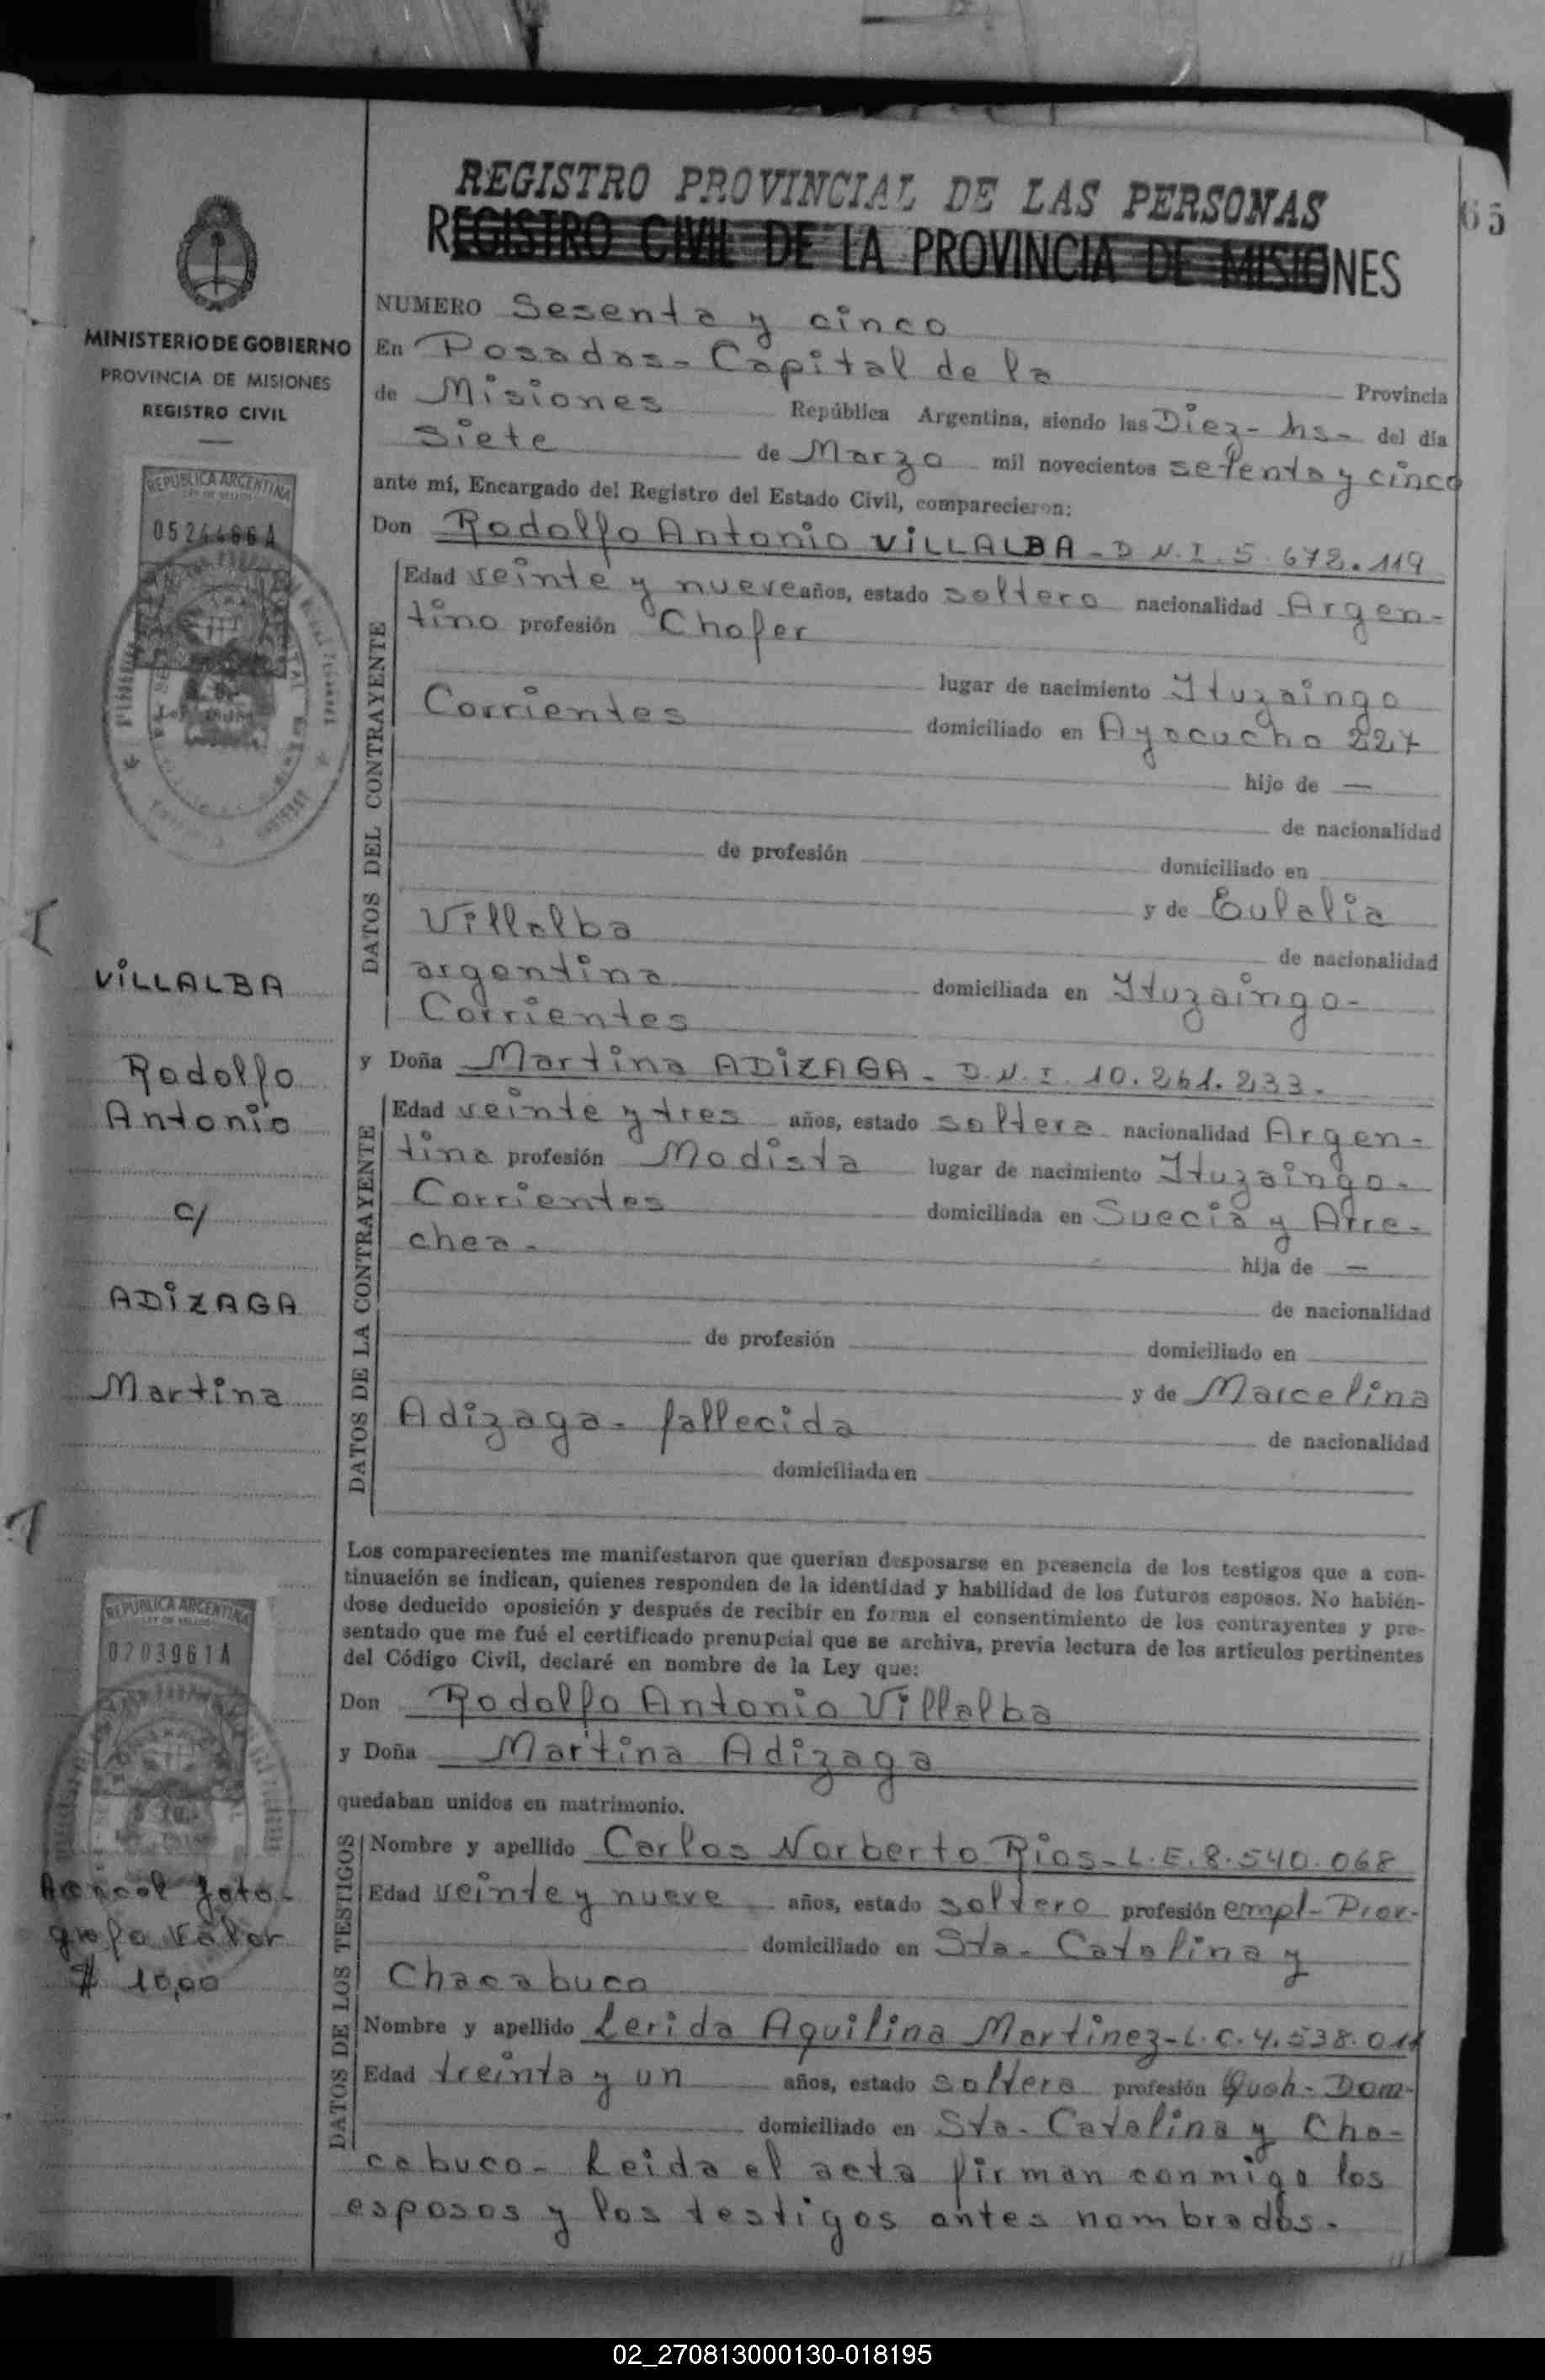 REGISTRO PROVINCIAL DE LAS PERSONAS
REGISTRO CIVIL DE LA PROVINCIA DE MISIONES
65
MINISTERIO DE GOBIERNO
PROVINCIA DE MISIONES
REGISTRO CIVIL
REPUBLICA ARGENTINA
0524486A
VILLALBA
Rodolfo
Antonio
c/
ADIZAGA
Martina
REPUBLICA ARGENTINA
LEY DE SELLOS
0203961A
valor
$ 10,00
NUMERO Sesenta y cinco
En Posadas - Capital de la Provincia
de Misiones República Argentina, siendo las Diez - hs - del día
Siete de Marzo mil novecientos setenta y cinco
ante mí, Encargado del Registro del Estado Civil, comparecieron:
Don Rodolfo Antonio VILLALBA - D.N.I. 5.672.119
DATOS DEL CONTRAYENTE
Edad veinte y nueve años, estado soltero nacionalidad Argen-
tino profesión Chofer
lugar de nacimiento Ituzaingo
Corrientes domiciliado en Ayacucho 227
hijo de —
de nacionalidad
de profesión domiciliado en
y de Eulalia
Villalba de nacionalidad
argentina domiciliada en Ituzaingo -
Corrientes
y Doña Martina ADIZAGA - D.N.I. 10.261.233 -
DATOS DE LA CONTRAYENTE
Edad veinte y tres años, estado soltera nacionalidad Argen-
tina profesión Modista lugar de nacimiento Ituzaingo -
Corrientes domiciliada en Suecia y Arre-
chea - hija de —
de nacionalidad
de profesión domiciliado en
y de Marcelina
Adizaga - fallecida de nacionalidad
domiciliada en
Los comparecientes me manifestaron que querían desposarse en presencia de los testigos que a con-
tinuación se indican, quienes responden de la identidad y habilidad de los futuros esposos. No habién-
dose deducido oposición y después de recibir en forma el consentimiento de los contrayentes y pre-
sentado que me fué el certificado prenupcial que se archiva, previa lectura de los artículos pertinentes
del Código Civil, declaré en nombre de la Ley que:
Don Rodolfo Antonio Villalba
y Doña Martina Adizaga
quedaban unidos en matrimonio.
DATOS DE LOS TESTIGOS
Nombre y apellido Carlos Norberto Rios - L.E. 8.540.068
Edad veinte y nueve años, estado soltero profesión empl-
domiciliado en Sta - Catalina y
Chacabuco
Nombre y apellido Lerida Aquilina Martinez - L.C. 4.538.011
Edad treinta y un años, estado soltera profesión Queh - Dom-
domiciliado en Sta - Catalina y Cha-
cabuco - Leida el acta firman conmigo los
esposos y los testigos antes nombrados -
02_270813000130-018195